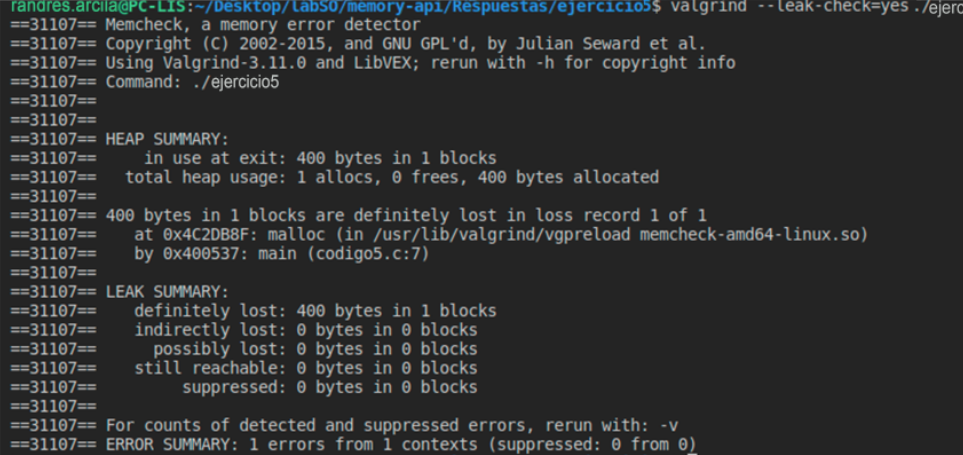 randres.arcila@PC-LIS:~/Desktop/labSO/memory-api/Respuestas/ejercicio5$ valgrind --leak-check=yes ./ejerc
==31107== Memcheck, a memory error detector
==31107== Copyright (C) 2002-2015, and GNU GPL'd, by Julian Seward et al.
==31107== Using Valgrind-3.11.0 and LibVEX; rerun with -h for copyright info
==31107== Command: ./ejercicio5
==31107==
==31107==
==31107== HEAP SUMMARY:
==31107==     in use at exit: 400 bytes in 1 blocks
==31107==   total heap usage: 1 allocs, 0 frees, 400 bytes allocated
==31107==
==31107== 400 bytes in 1 blocks are definitely lost in loss record 1 of 1
==31107==    at 0x4C2DB8F: malloc (in /usr/lib/valgrind/vgpreload memcheck-amd64-linux.so)
==31107==    by 0x400537: main (codigo5.c:7)
==31107==
==31107== LEAK SUMMARY:
==31107==    definitely lost: 400 bytes in 1 blocks
==31107==    indirectly lost: 0 bytes in 0 blocks
==31107==      possibly lost: 0 bytes in 0 blocks
==31107==    still reachable: 0 bytes in 0 blocks
==31107==         suppressed: 0 bytes in 0 blocks
==31107==
==31107== For counts of detected and suppressed errors, rerun with: -v
==31107== ERROR SUMMARY: 1 errors from 1 contexts (suppressed: 0 from 0)